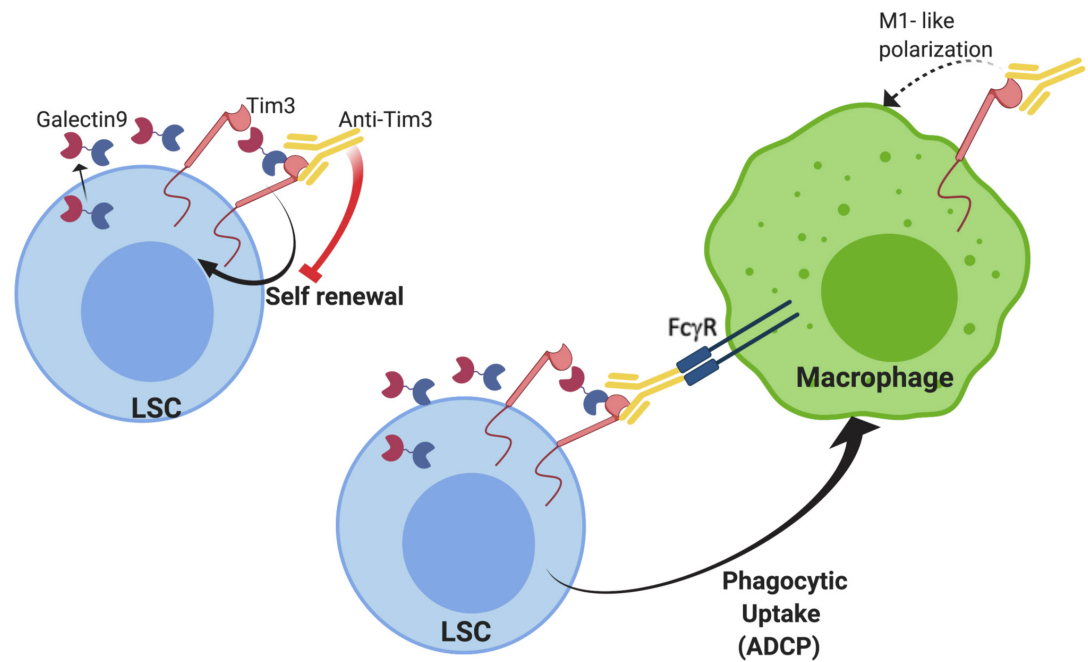 M1- like
polarization
Galectin9
Tim3
Anti-Tim3
Self renewal
LSC
FcγR
Macrophage
Phagocytic
Uptake
(ADCP)
LSC